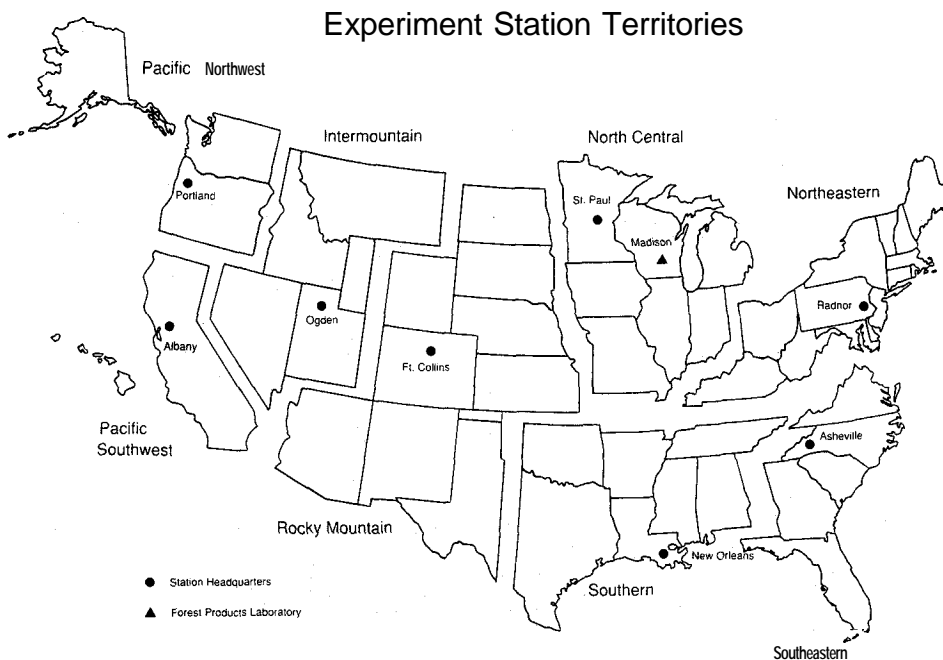 Experiment Station Territories
Pacific Northwest
Intermountain
North Central
Northeastern
Portland
St. Paul
Madison
Radnor
Ogden
Albany
Ft. Collins
Pacific
Southwest
Asheville
Rocky Mountain
New Orleans
Southern
Southeastern
Station Headquarters
Forest Products Laboratory